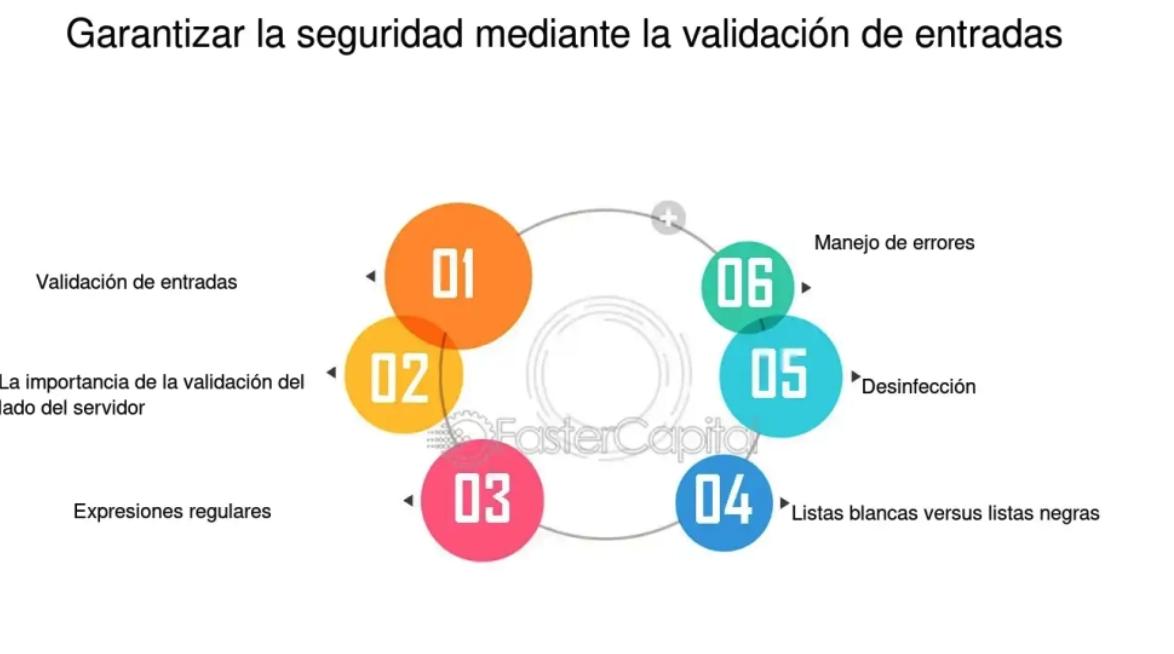 Garantizar la seguridad mediante la validación de entradas
01
Validación de entradas
02
La importancia de la validación del
lado del servidor
03
Expresiones regulares
04
Listas blancas versus listas negras
05
Desinfección
06
Manejo de errores
FasterCapital